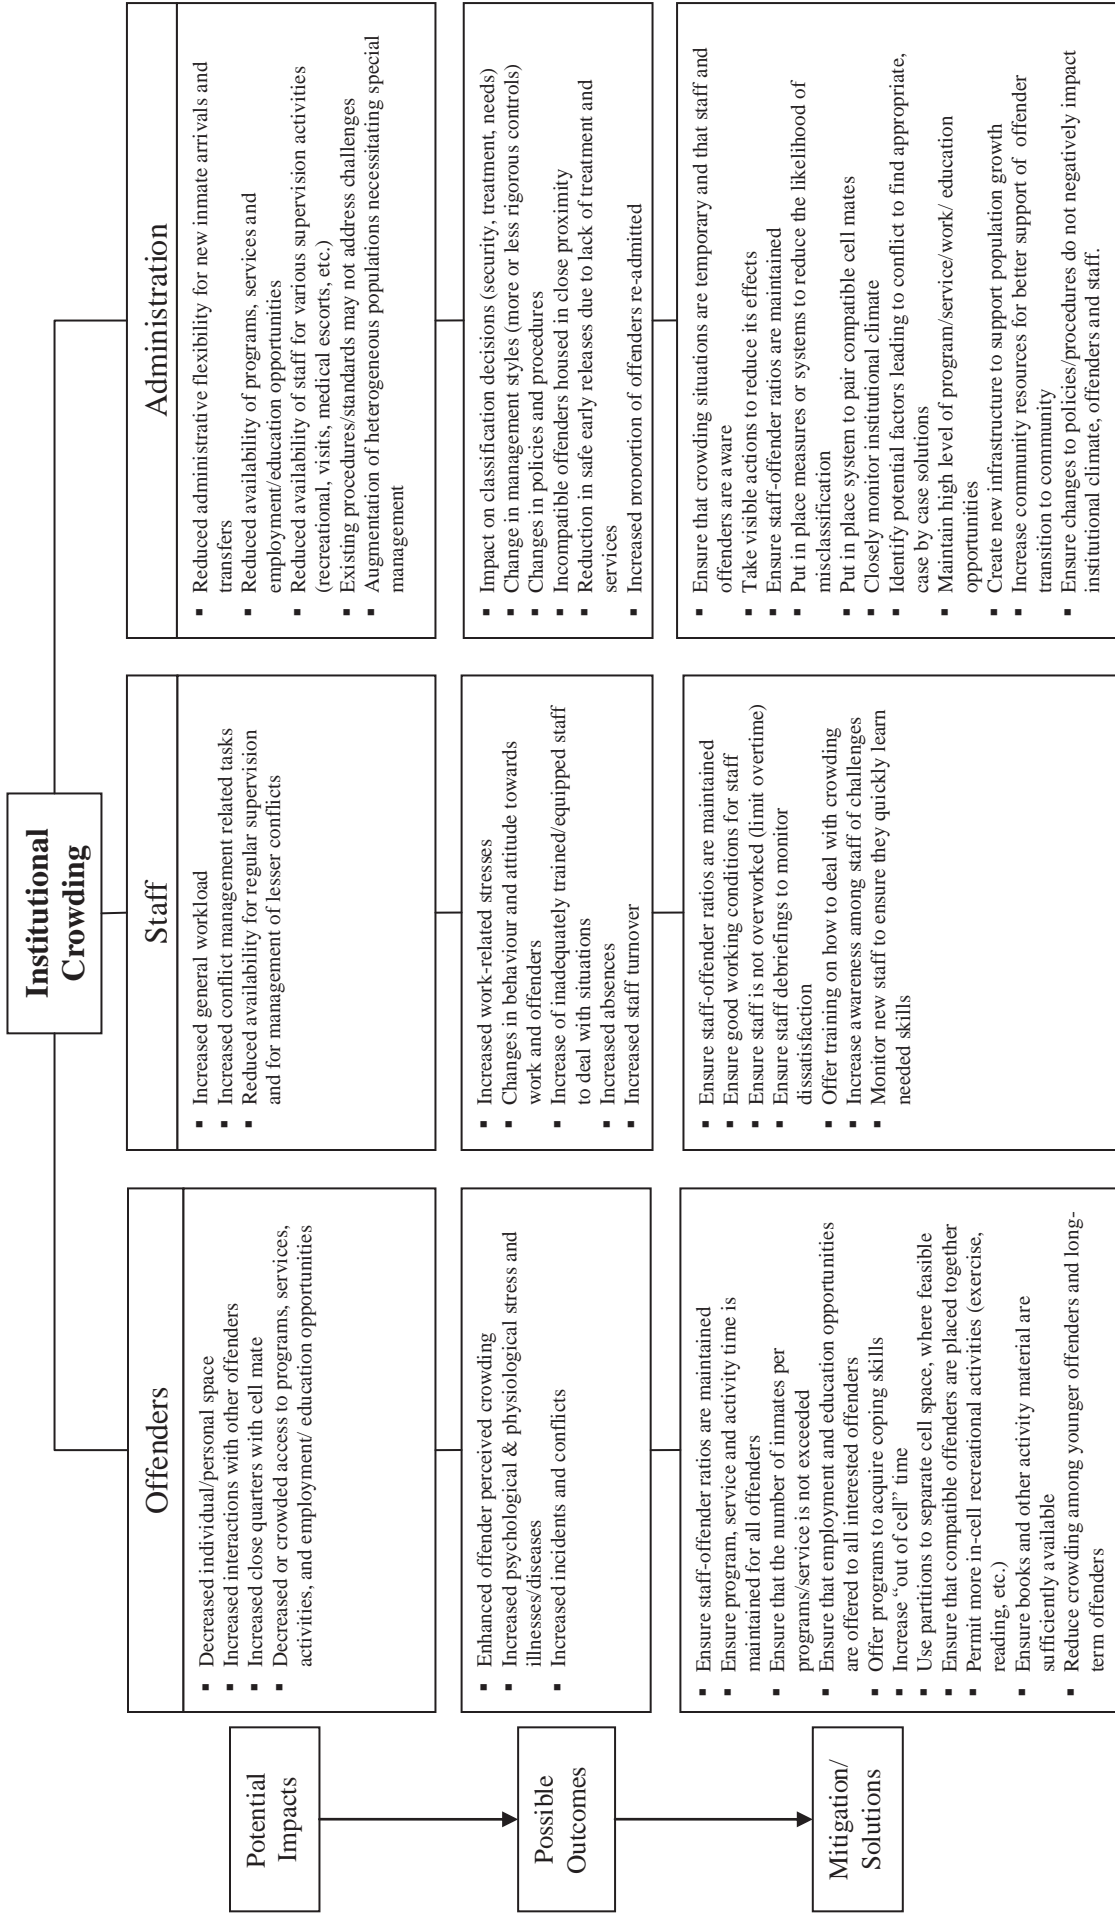 Institutional
Crowding
Offenders
Staff
Administration
Potential
Impacts
▪ Decreased individual/personal space
▪ Increased interactions with other offenders
▪ Increased close quarters with cell mate
▪ Decreased or crowded access to programs, services,
activities, and employment/ education opportunities
▪ Increased general workload
▪ Increased conflict management related tasks
▪ Reduced availability for regular supervision
and for management of lesser conflicts
▪ Reduced administrative flexibility for new inmate arrivals and
transfers
▪ Reduced availability of programs, services and
employment/education opportunities
▪ Reduced availability of staff for various supervision activities
(recreational, visits, medical escorts, etc.)
▪ Existing procedures/standards may not address challenges
▪ Augmentation of heterogeneous populations necessitating special
management
Possible
Outcomes
▪ Enhanced offender perceived crowding
▪ Increased psychological & physiological stress and
illnesses/diseases
▪ Increased incidents and conflicts
▪ Increased work-related stresses
▪ Changes in behaviour and attitude towards
work and offenders
▪ Increase of inadequately trained/equipped staff
to deal with situations
▪ Increased absences
▪ Increased staff turnover
▪ Impact on classification decisions (security, treatment, needs)
▪ Change in management styles (more or less rigorous controls)
▪ Changes in policies and procedures
▪ Incompatible offenders housed in close proximity
▪ Reduction in safe early releases due to lack of treatment and
services
▪ Increased proportion of offenders re-admitted
Mitigation/
Solutions
▪ Ensure staff-offender ratios are maintained
▪ Ensure program, service and activity time is
maintained for all offenders
▪ Ensure that the number of inmates per
programs/service is not exceeded
▪ Ensure that employment and education opportunities
are offered to all interested offenders
▪ Offer programs to acquire coping skills
▪ Increase “out of cell” time
▪ Use partitions to separate cell space, where feasible
▪ Ensure that compatible offenders are placed together
▪ Permit more in-cell recreational activities (exercise,
reading, etc.)
▪ Ensure books and other activity material are
sufficiently available
▪ Reduce crowding among younger offenders and long-
term offenders
▪ Ensure staff-offender ratios are maintained
▪ Ensure good working conditions for staff
▪ Ensure staff is not overworked (limit overtime)
▪ Ensure staff debriefings to monitor
dissatisfaction
▪ Offer training on how to deal with crowding
▪ Increase awareness among staff of challenges
▪ Monitor new staff to ensure they quickly learn
needed skills
▪ Ensure that crowding situations are temporary and that staff and
offenders are aware
▪ Take visible actions to reduce its effects
▪ Ensure staff-offender ratios are maintained
▪ Put in place measures or systems to reduce the likelihood of
misclassification
▪ Put in place system to pair compatible cell mates
▪ Closely monitor institutional climate
▪ Identify potential factors leading to conflict to find appropriate,
case by case solutions
▪ Maintain high level of program/service/work/ education
opportunities
▪ Create new infrastructure to support population growth
▪ Increase community resources for better support of offender
transition to community
▪ Ensure changes to policies/procedures do not negatively impact
institutional climate, offenders and staff.